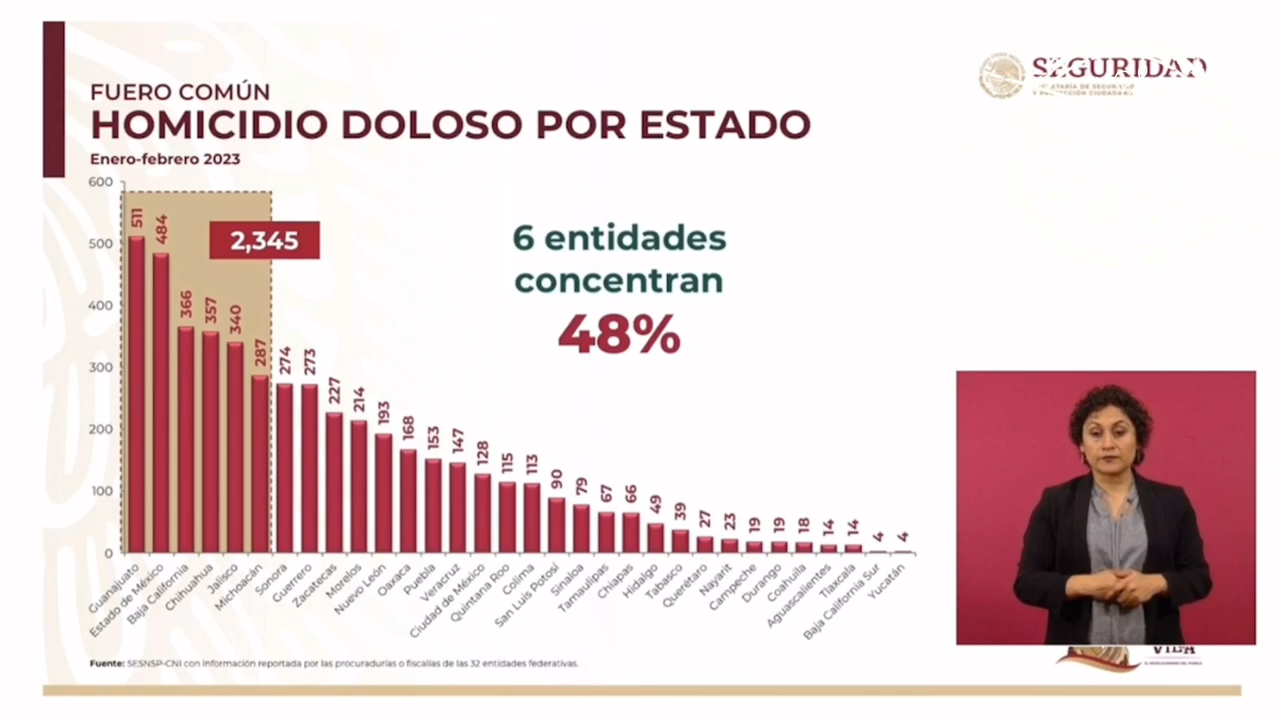 SEGURIDAD
FUERO COMÚN
HOMICIDIO DOLOSO POR ESTADO
Enero-febrero 2023
600
500
400
300
200
100
0
2,345
6 entidades
concentran
48%
511
484
366
357
340
287
274
273
227
214
193
168
153
147
128
115
113
90
79
67
66
49
39
27
23
19
19
18
14
14
4
4
Guanajuato
Estado de México
Baja California
Chihuahua
Jalisco
Michoacán
Sonora
Guerrero
Zacatecas
Morelos
Nuevo León
Oaxaca
Puebla
Veracruz
Ciudad de México
Quintana Roo
Colima
San Luis Potosí
Sinaloa
Tamaulipas
Chiapas
Hidalgo
Tabasco
Querétaro
Nayarit
Campeche
Durango
Coahuila
Aguascalientes
Tlaxcala
Baja California Sur
Yucatán
Fuente: SESNSP-CNI con información reportada por las procuradurías o fiscalías de las 32 entidades federativas.